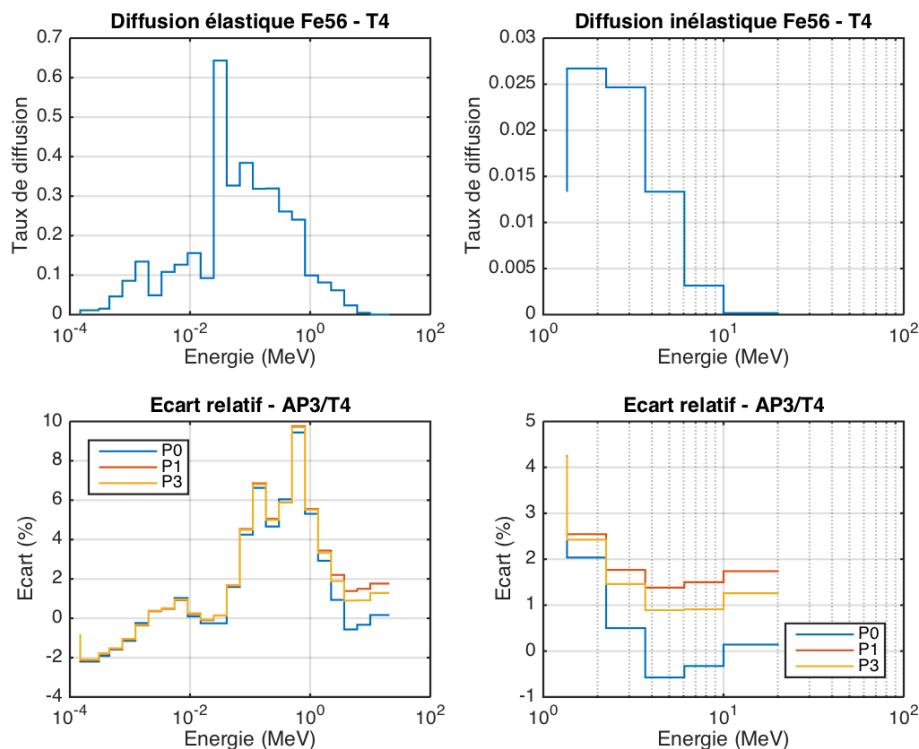 Diffusion élastique Fe56 - T4
Taux de diffusion
0.7
0.6
0.5
0.4
0.3
0.2
0.1
0
10-4
10-2
100
102
Energie (MeV)
Diffusion inélastique Fe56 - T4
Taux de diffusion
0.03
0.025
0.02
0.015
0.01
0.005
0
100
101
102
Energie (MeV)
Ecart relatif - AP3/T4
Ecart (%)
10
8
6
4
2
0
-2
-4
P0
P1
P3
10-4
10-2
100
102
Energie (MeV)
Ecart relatif - AP3/T4
Ecart (%)
5
4
3
2
1
0
-1
P0
P1
P3
100
101
102
Energie (MeV)